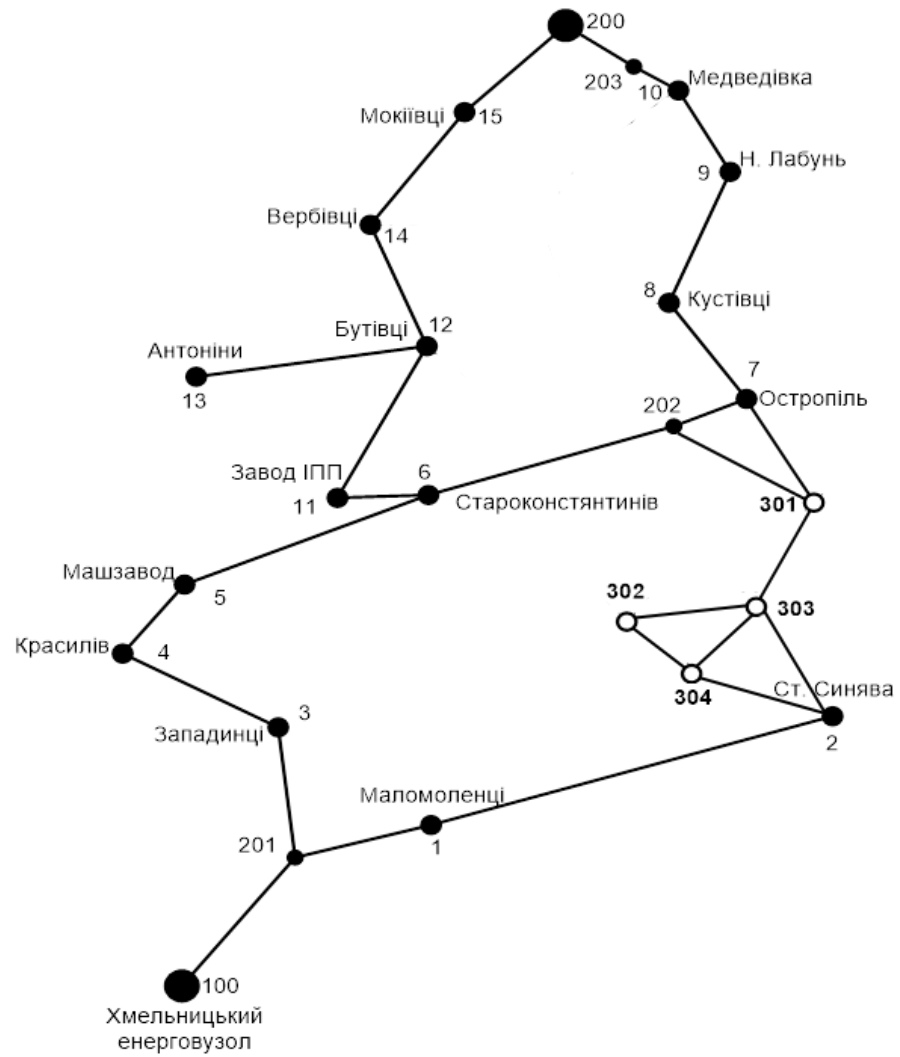 200
203
10
Медведівка
Мокіївці
15
9
Н. Лабунь
Вербівці
14
8
Кустівці
Бутівці
12
Антоніни
13
7
Остропіль
202
Завод ІПП
11
6
Староконстянтинів
301
Машзавод
5
302
303
Красилів
4
304
Ст. Синява
2
3
Западинці
Маломоленці
1
201
100
Хмельницький
енерговузол